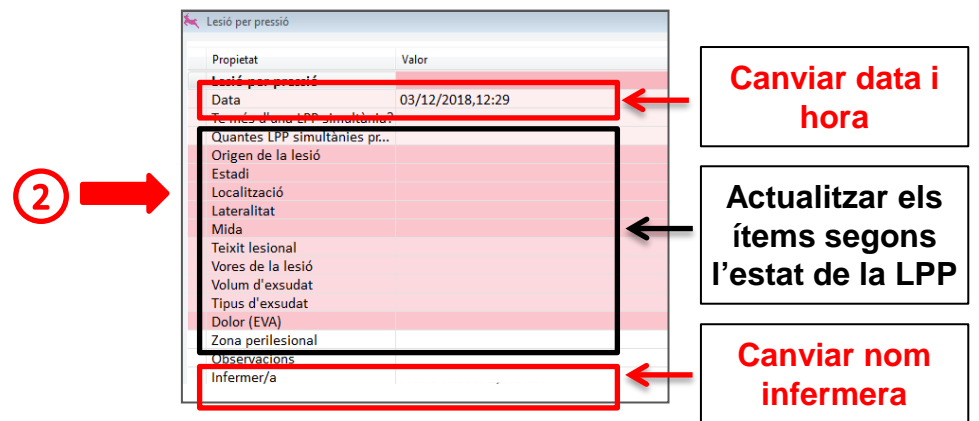 Lesió per pressió
Propietat Valor
Lesió per pressió
Data 03/12/2018,12:29
Te més d'una LPP simultània?
Quantes LPP simultànies pr...
Origen de la lesió
Estadi
Localització
Lateralitat
Mida
Teixit lesional
Vores de la lesió
Volum d'exsudat
Tipus d'exsudat
Dolor (EVA)
Zona perilesional
Observacions
Infermer/a
2
Canviar data i
hora
Actualitzar els
ítems segons
l'estat de la LPP
Canviar nom
infermera